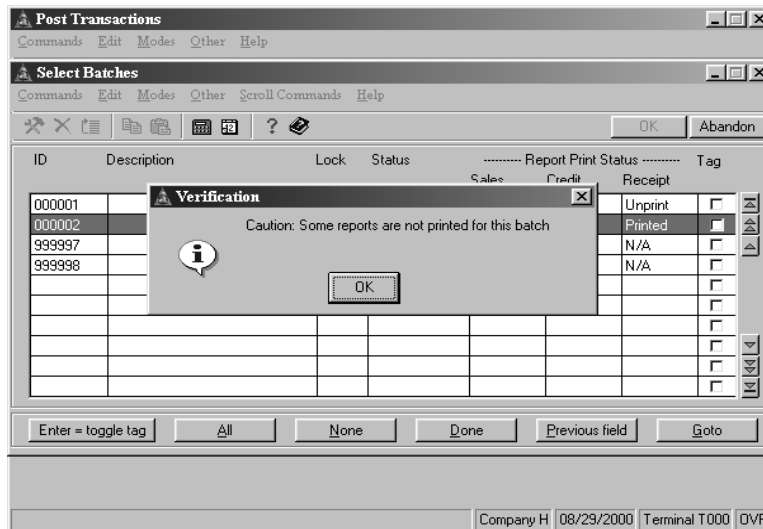 Post Transactions
Commands Edit Modes Other Help
Select Batches
Commands Edit Modes Other Scroll Commands Help
OK Abandon
ID Description Lock Status ---------- Report Print Status ---------- Tag
Sales Credit Receipt
Verification
Caution: Some reports are not printed for this batch
OK
000001 Unprint
000002 Printed
999997 N/A
999998 N/A
Enter = toggle tag All None Done Previous field Goto
Company H 08/29/2000 Terminal T000 OVR